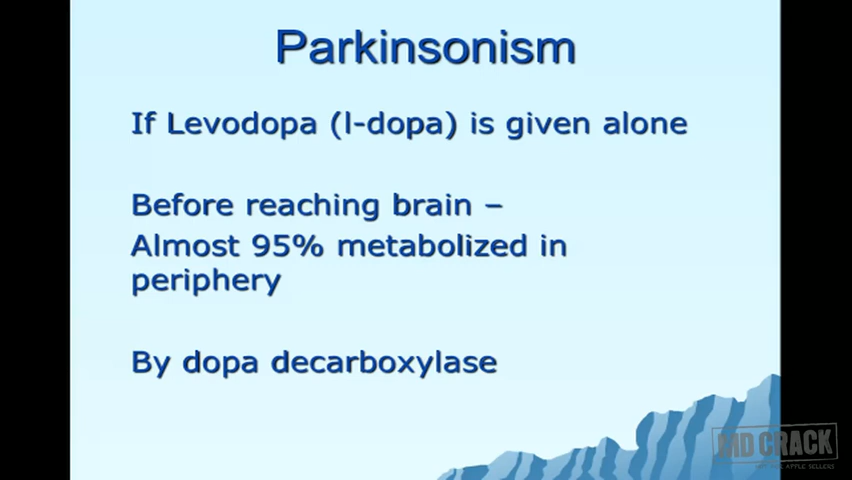 Parkinsonism
If Levodopa (l-dopa) is given alone
Before reaching brain –
Almost 95% metabolized in
periphery
By dopa decarboxylase
MD CRACK